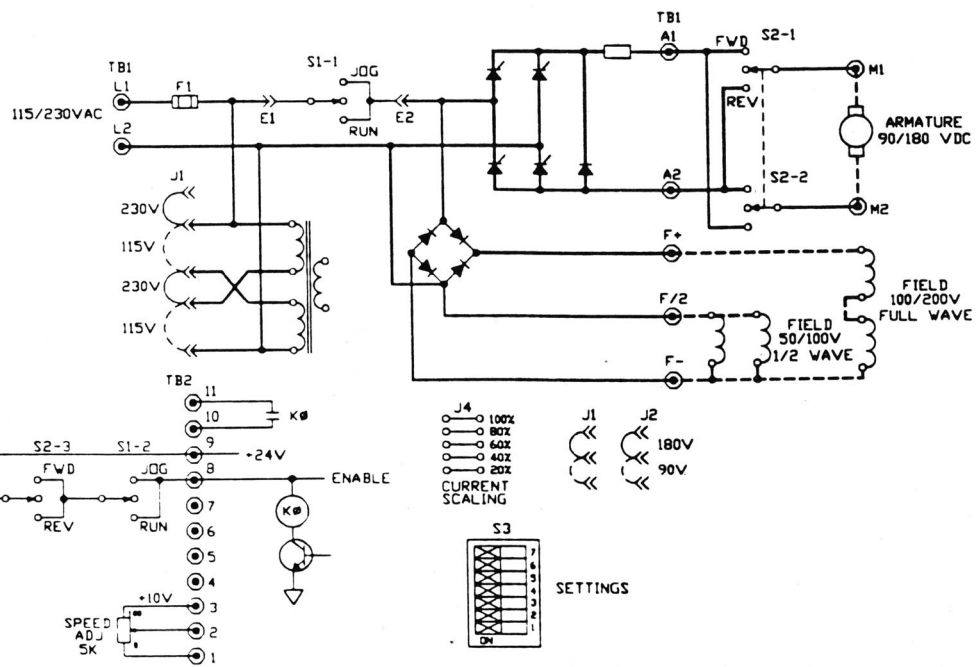 TB1
L1
F1
115/230VAC
L2
S1-1
JOG
RUN
E1
E2
TB1
A1
FWD
S2-1
REV
M1
ARMATURE
90/180 VDC
S2-2
A2
M2
J1
230V
115V
230V
115V
F+
F/2
F-
FIELD
50/100V
1/2 WAVE
FIELD
100/200V
FULL WAVE
TB2
11
10
KØ
9
+24V
8
ENABLE
7
6
5
4
3
2
1
KØ
S2-3
FWD
REV
S1-2
JOG
RUN
+10V
SPEED
ADJ
5K
J4
100%
80%
60%
40%
20%
CURRENT
SCALING
J1
J2
180V
90V
S3
7
6
5
4
3
2
1
ON
SETTINGS